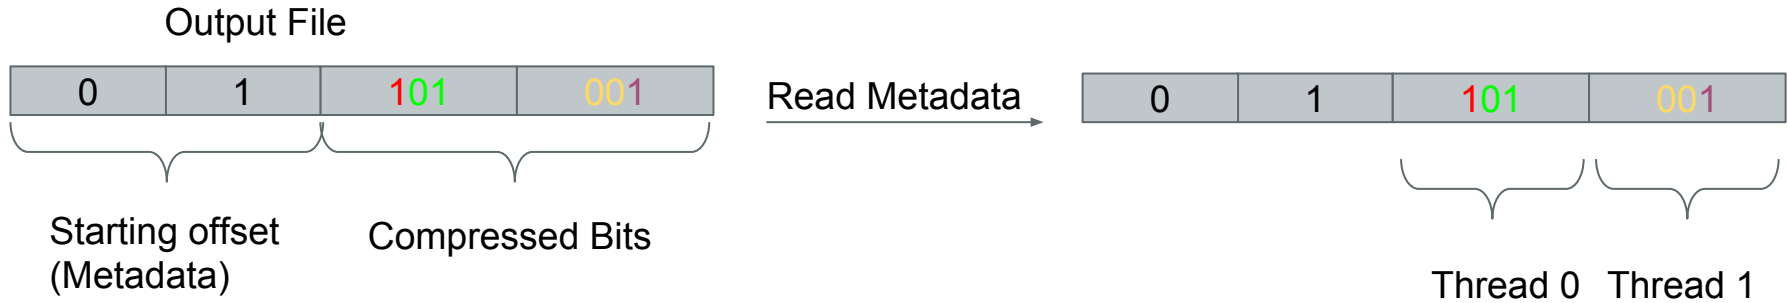 Output File
0 1 101 001
Starting offset
(Metadata)
Compressed Bits
Read Metadata
0 1 101 001
Thread 0 Thread 1